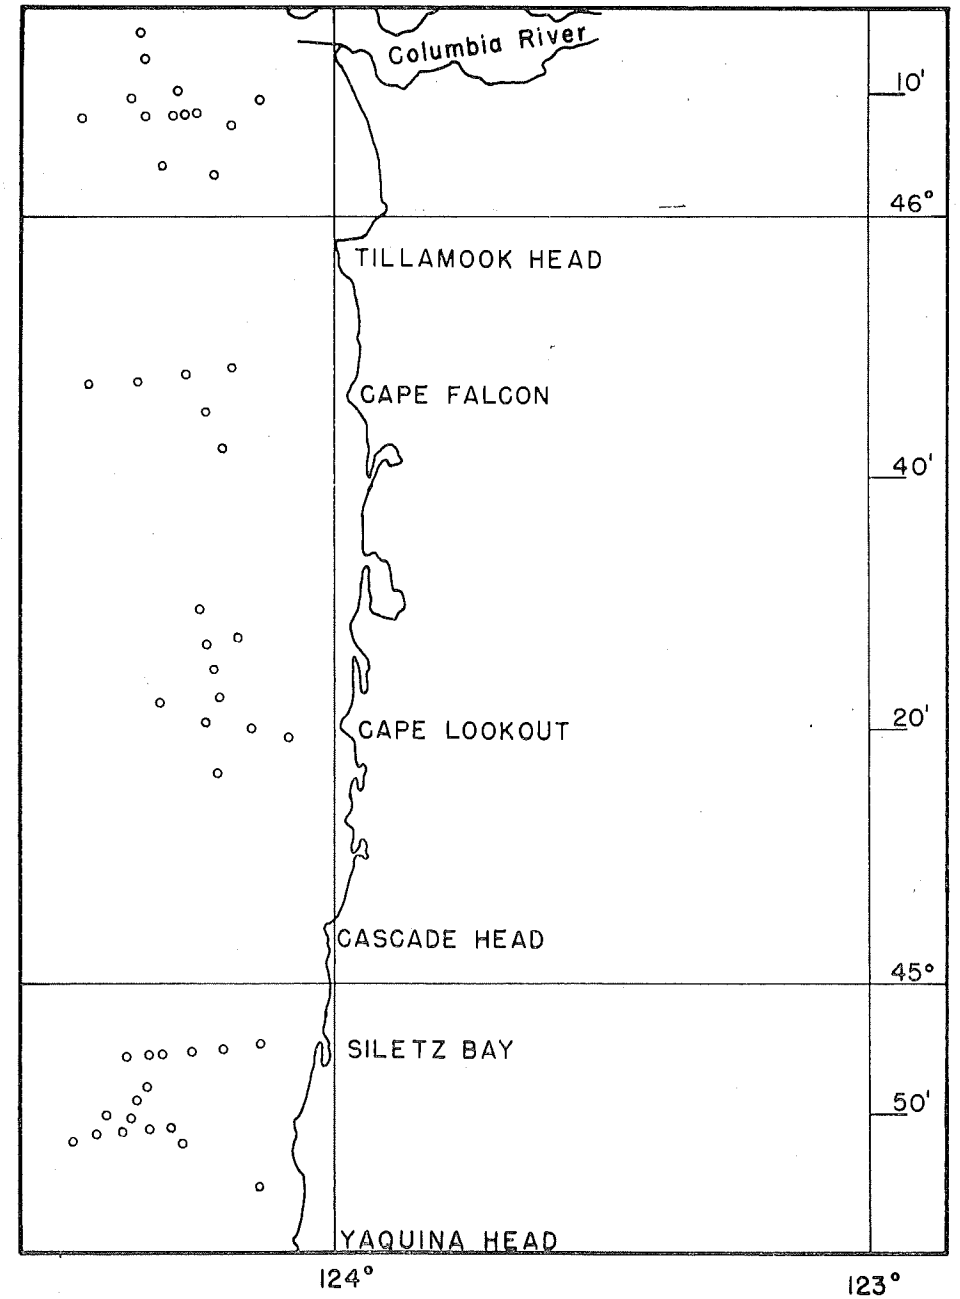 Columbia River
10'
46°
TILLAMOOK HEAD
CAPE FALCON
40'
20'
CAPE LOOKOUT
CASCADE HEAD
45°
SILETZ BAY
50'
YAQUINA HEAD
124°
123°